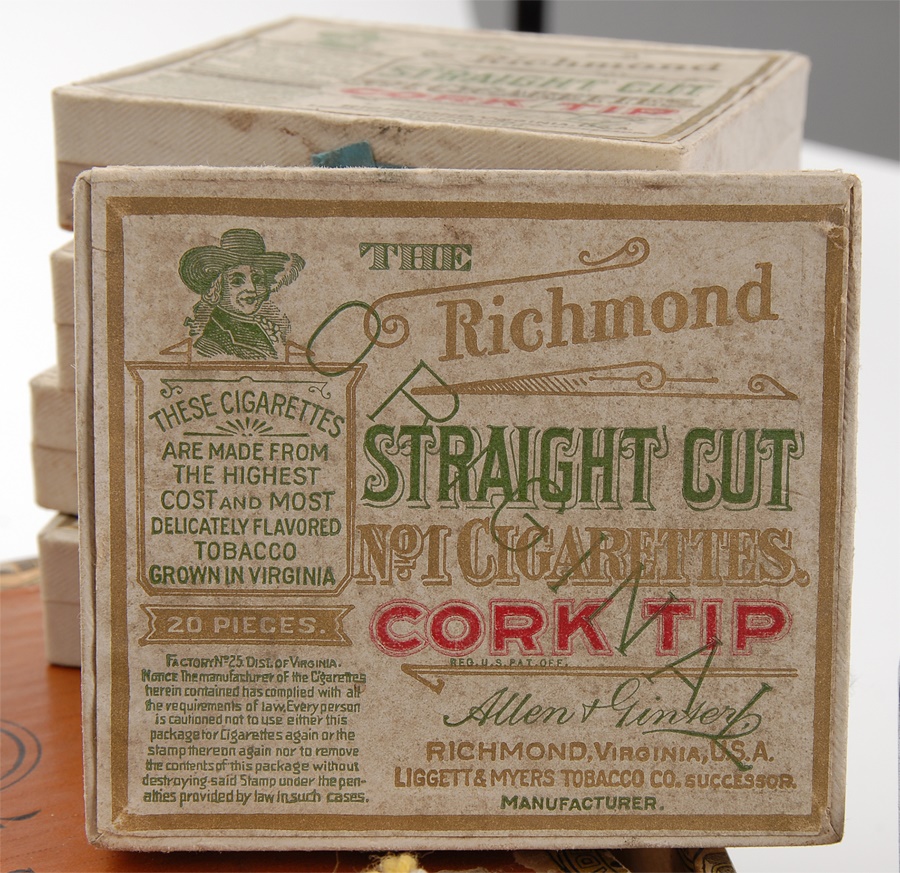 Richmond
STRAIGHT CUT
CIGARETTES
CORK TIP
THE
Richmond
ORIGINAL
STRAIGHT CUT
No 1 CIGARETTES.
CORK TIP
REG. U.S. PAT. OFF.
Allen & Ginter
RICHMOND, VIRGINIA, U.S.A.
LIGGETT & MYERS TOBACCO CO. SUCCESSOR.
MANUFACTURER.
THESE CIGARETTES
ARE MADE FROM
THE HIGHEST
COST AND MOST
DELICATELY FLAVORED
TOBACCO
GROWN IN VIRGINIA
20 PIECES.
FACTORY No 25. DIST. OF VIRGINIA.
Notice The manufacturer of the Cigarettes
herein contained has complied with all
the requirements of law, Every person
is cautioned not to use either this
package for Cigarettes again or the
stamp thereon again nor to remove
the contents of this package without
destroying said Stamp under the pen-
alties provided by law in such cases.